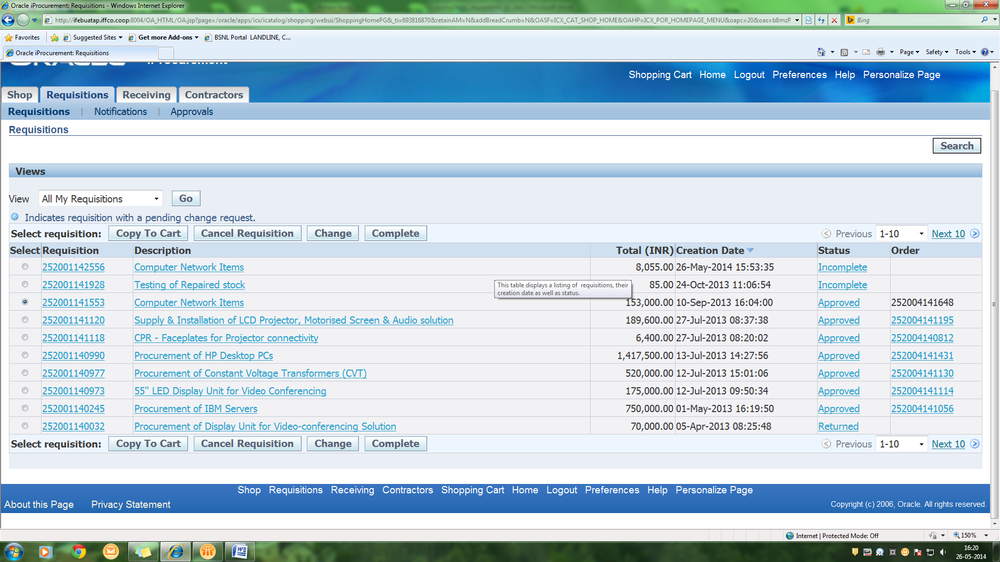 Oracle iProcurement: Requisitions - Windows Internet Explorer
http://ifebuatap.iffco.coop:8004/OA_HTML/OA.jsp?page=/oracle/apps/icx/icatalog/shopping/webui/ShoppingHomePG&_ti=693816870&retainAM=N&addBreadCrumb=N&OASF=ICX_CAT_SHOP_HOME&OAHP=ICX_POR_HOMEPAGE_MENU&oapc=20&oas=b8mzP
Bing
Favorites Suggested Sites Get more Add-ons BSNL Portal LANDLINE, C...
Oracle iProcurement: Requisitions
Page Safety Tools
ORACLE iProcurement
Shopping Cart Home Logout Preferences Help Personalize Page
Shop Requisitions Receiving Contractors
Requisitions | Notifications | Approvals
Requisitions
Search
Views
View All My Requisitions Go
Indicates requisition with a pending change request.
Select requisition: Copy To Cart Cancel Requisition Change Complete Previous 1-10 Next 10
Select Requisition Description Total (INR) Creation Date Status Order
252001142556 Computer Network Items 8,055.00 26-May-2014 15:53:35 Incomplete
252001141928 Testing of Repaired stock 85.00 24-Oct-2013 11:06:54 Incomplete
This table displays a listing of requisitions, their
creation date as well as status.
252001141553 Computer Network Items 153,000.00 10-Sep-2013 16:04:00 Approved 252004141648
252001141120 Supply & Installation of LCD Projector, Motorised Screen & Audio solution 189,600.00 27-Jul-2013 08:37:38 Approved 252004141195
252001141118 CPR - Faceplates for Projector connectivity 6,400.00 27-Jul-2013 08:20:02 Approved 252004140812
252001140990 Procurement of HP Desktop PCs 1,417,500.00 13-Jul-2013 14:27:56 Approved 252004141431
252001140977 Procurement of Constant Voltage Transformers (CVT) 520,000.00 12-Jul-2013 15:01:06 Approved 252004141130
252001140973 55" LED Display Unit for Video Conferencing 175,000.00 12-Jul-2013 09:50:34 Approved 252004141114
252001140245 Procurement of IBM Servers 750,000.00 01-May-2013 16:19:50 Approved 252004141056
252001140032 Procurement of Display Unit for Video-conferencing Solution 70,000.00 05-Apr-2013 08:25:48 Returned
Select requisition: Copy To Cart Cancel Requisition Change Complete Previous 1-10 Next 10
Shop Requisitions Receiving Contractors Shopping Cart Home Logout Preferences Help Personalize Page
About this Page Privacy Statement Copyright (c) 2006, Oracle. All rights reserved.
Internet | Protected Mode: Off 150%
16:20
26-05-2014